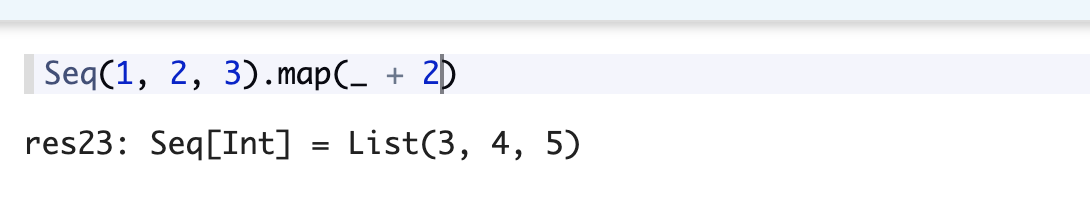 Seq(1, 2, 3).map(_ + 2)
res23: Seq[Int] = List(3, 4, 5)